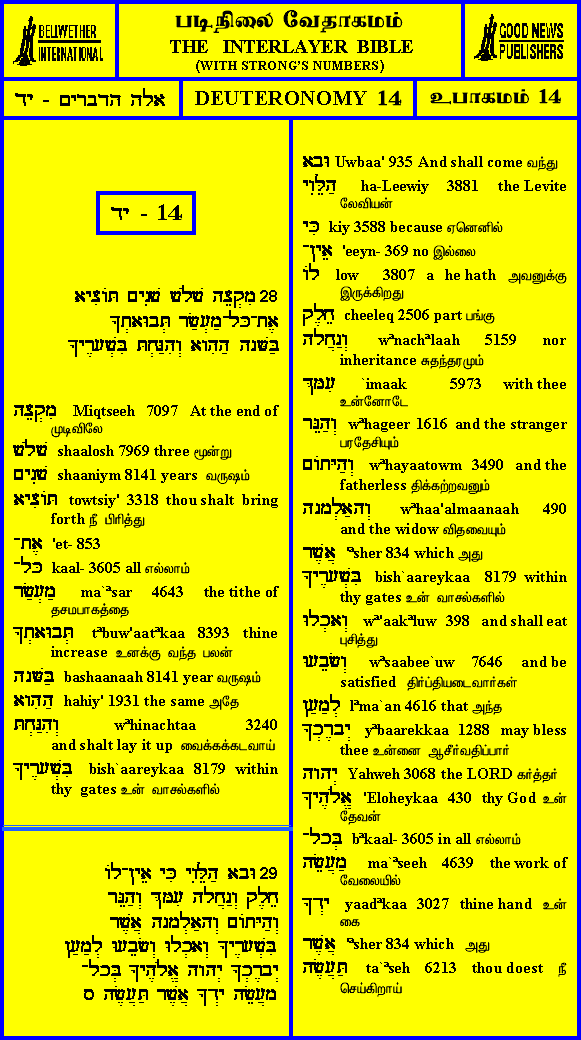 BELLWETHER
INTERNATIONAL
படிநிலை வேதாகமம்
THE INTERLAYER BIBLE
(WITH STRONG'S NUMBERS)
GOOD NEWS
PUBLISHERS
אלה הדברים - יד
DEUTERONOMY 14
உபாகமம் 14
יד - 14
28 מִקְצֵה שָׁלֹשׁ שָׁנִים תּוֹצִיא
אֶת־כָּל־מַעְשַׂר תְּבוּאָתְךָ
בַּשָּׁנָה הַהִוא וְהִנַּחְתָּ בִּשְׁעָרֶיךָ
מִקְצֵה Miqtseeh 7097 At the end of
முடிவிலே
שָׁלֹשׁ shaalosh 7969 three மூன்று
שָׁנִים shaaniym 8141 years வருஷம்
תּוֹצִיא towtsiy' 3318 thou shalt bring
forth நீ பிரித்து
אֶת־ 'et- 853
כָּל־ kaal- 3605 all எல்லாம்
מַעְשַׂר ma`ªsar 4643 the tithe of
தசமபாகத்தை
תְּבוּאָתְךָ tªbuw'aatªkaa 8393 thine
increase உனக்கு வந்த பலன்
בַּשָּׁנָה bashaanaah 8141 year வருஷம்
הַהִוא hahiy' 1931 the same அதே
וְהִנַּחְתָּ wªhinachtaa 3240
and shalt lay it up வைக்கக்கடவாய்
בִּשְׁעָרֶיךָ bish`aareykaa 8179 within
thy gates உன் வாசல்களில்
29 וּבָא הַלֵּוִי כִּי אֵין־לוֹ
חֵלֶק וְנַחֲלָה עִמָּךְ וְהַגֵּר
וְהַיָּתוֹם וְהָאַלְמָנָה אֲשֶׁר
בִּשְׁעָרֶיךָ וְאָכְלוּ וְשָׂבֵעוּ לְמַעַן
יְבָרֶכְךָ יְהוָה אֱלֹהֶיךָ בְּכָל־
מַעֲשֵׂה יָדְךָ אֲשֶׁר תַּעֲשֶׂה ס
וּבָא Uwbaa' 935 And shall come வந்து
הַלֵּוִי ha-Leewiy 3881 the Levite
லேவியன்
כִּי kiy 3588 because ஏனெனில்
אֵין־ 'eeyn- 369 no இல்லை
לוֹ low 3807 a he hath அவனுக்கு
இருக்கிறது
חֵלֶק cheeleq 2506 part பங்கு
וְנַחֲלָה wªnachªlaah 5159 nor
inheritance சுதந்தரமும்
עִמָּךְ `imaak 5973 with thee
உன்னோடே
וְהַגֵּר wªhageer 1616 and the stranger
பரதேசியும்
וְהַיָּתוֹם wªhayaatowm 3490 and the
fatherless திக்கற்றவனும்
וְהָאַלְמָנָה wªhaa'almaanaah 490
and the widow விதவையும்
אֲשֶׁר ªsher 834 which அது
בִּשְׁעָרֶיךָ bish`aareykaa 8179 within
thy gates உன் வாசல்களில்
וְאָכְלוּ wª'aakªluw 398 and shall eat
புசித்து
וְשָׂבֵעוּ wªsaabee`uw 7646 and be
satisfied திர்ப்தியடைவார்கள்
לְמַעַן lªma`an 4616 that அந்த
יְבָרֶכְךָ yªbaarekkaa 1288 may bless
thee உன்னை ஆசீர்வதிப்பார்
יְהוָה Yahweh 3068 the LORD கர்த்தர்
אֱלֹהֶיךָ 'Eloheykaa 430 thy God உன்
தேவன்
בְּכָל־ bªkaal- 3605 in all எல்லாம்
מַעֲשֵׂה ma`ªseeh 4639 the work of
வேலையில்
יָדְךָ yaadªkaa 3027 thine hand உன்
கை
אֲשֶׁר ªsher 834 which அது
תַּעֲשֶׂה ta`ªseh 6213 thou doest நீ
செய்கிறாய்